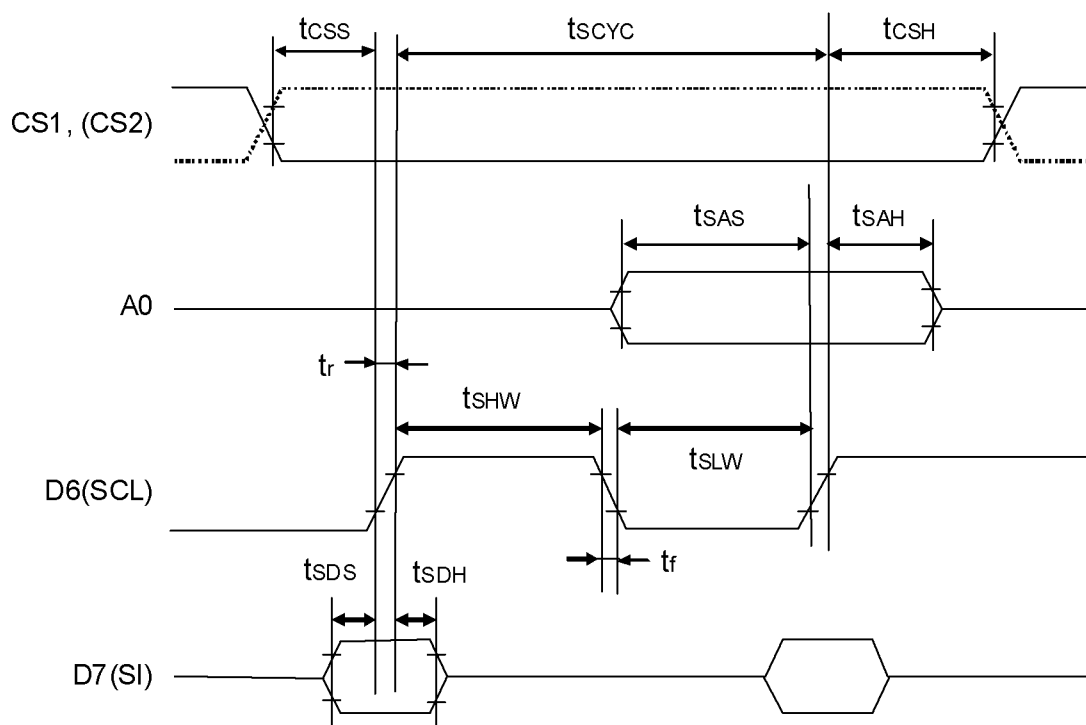 tCSS tSCYC tCSH
CS1, (CS2)
tSAS tSAH
A0
tr
tSHW
tSLW
D6(SCL)
tSDS tSDH tf
D7(SI)